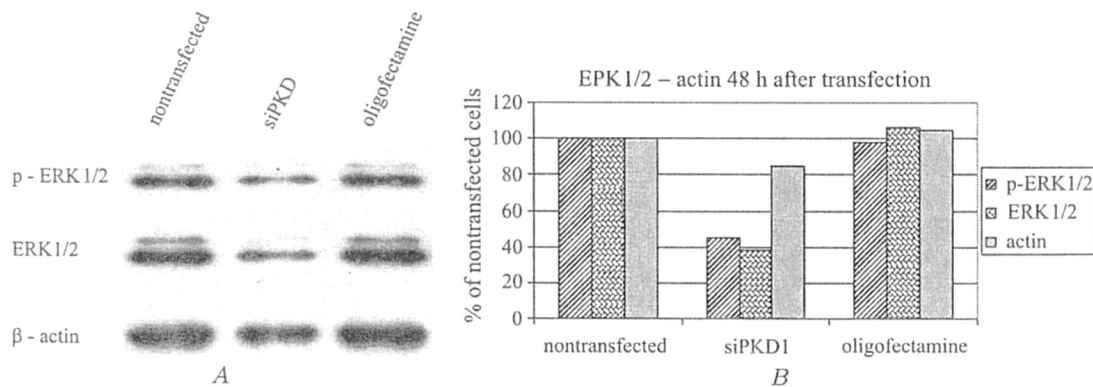 nontransfected
siPKD
oligofectamine
p - ERK1/2
ERK1/2
β - actin
A
EPK1/2 – actin 48 h after transfection
% of nontransfected cells
120
100
80
60
40
20
0
nontransfected
siPKD1
oligofectamine
p-ERK1/2
ERK1/2
actin
B